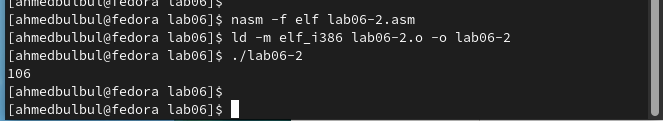 [ahmedbulbul@fedora lab06]$
[ahmedbulbul@fedora lab06]$ nasm -f elf lab06-2.asm
[ahmedbulbul@fedora lab06]$ ld -m elf_i386 lab06-2.o -o lab06-2
[ahmedbulbul@fedora lab06]$ ./lab06-2
106
[ahmedbulbul@fedora lab06]$
[ahmedbulbul@fedora lab06]$